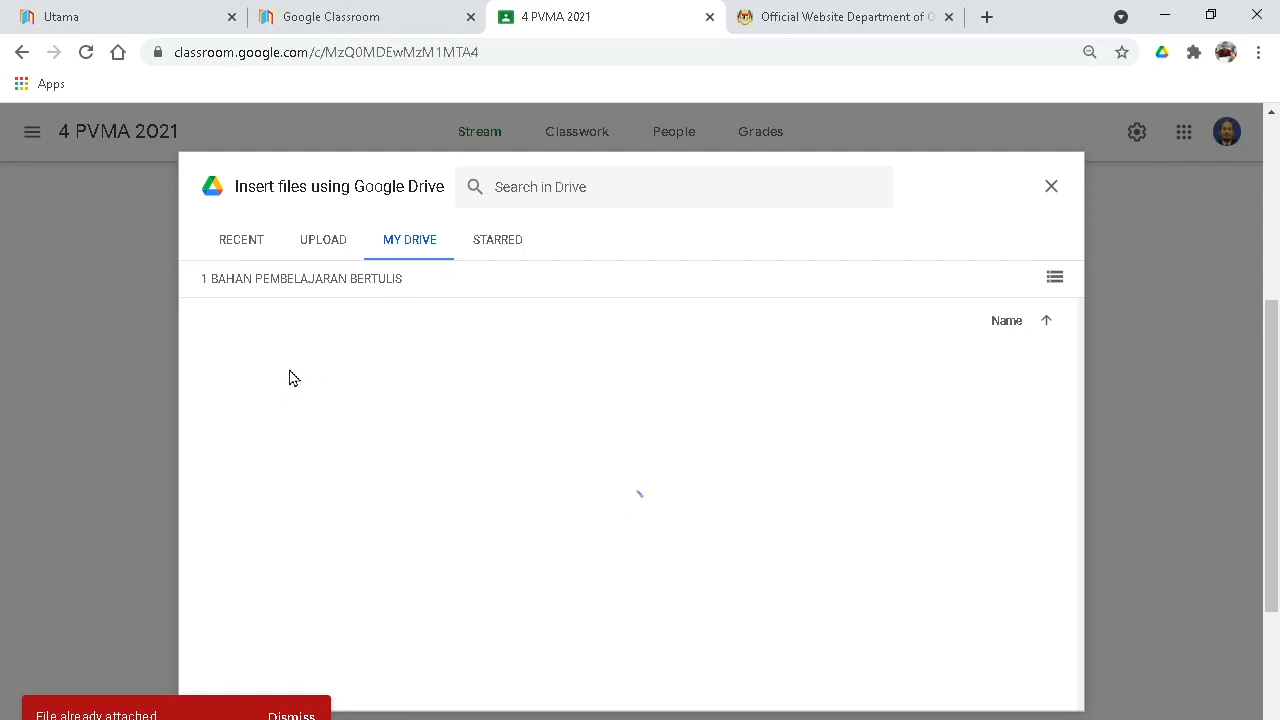 Utama
Google Classroom
4 PVMA 2021
Official Website Department of O
classroom.google.com/c/MzQ0MDEwMzM1MTA4
Apps
4 PVMA 2021
Stream
Classwork
People
Grades
Insert files using Google Drive
Search in Drive
RECENT
UPLOAD
MY DRIVE
STARRED
1 BAHAN PEMBELAJARAN BERTULIS
Name
File already attached
Dismiss